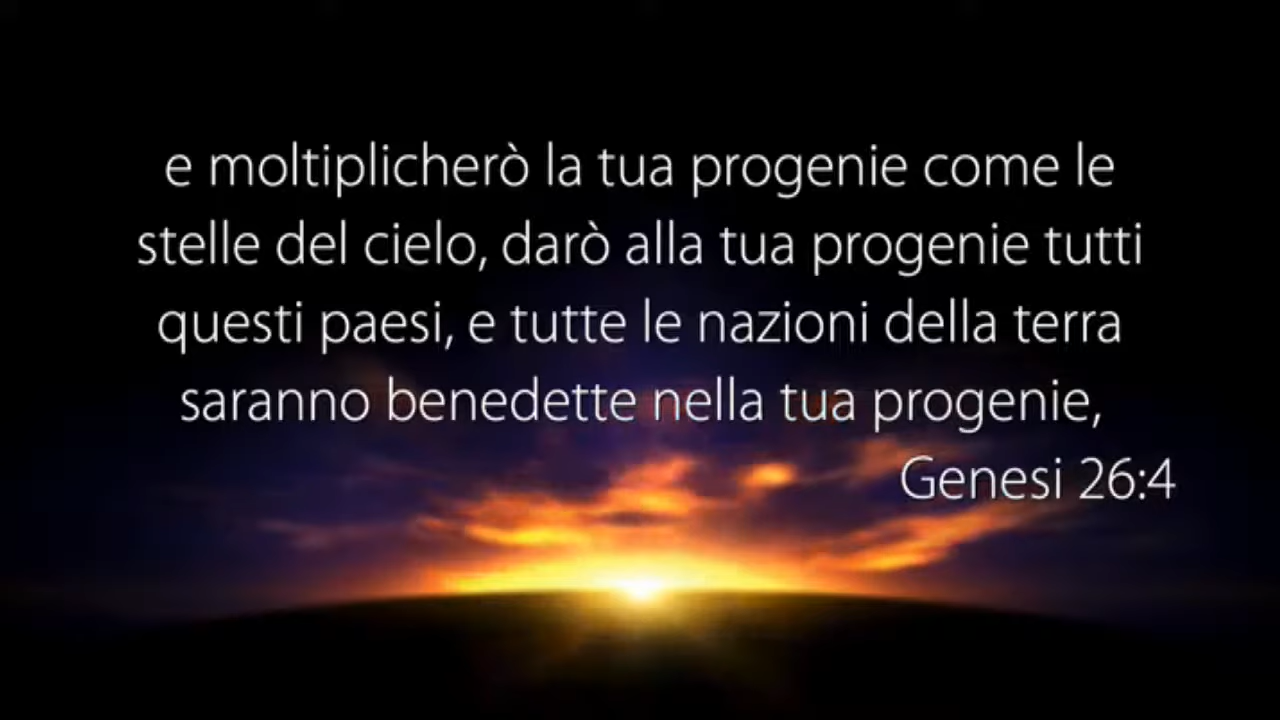 e moltiplicherò la tua progenie come le
stelle del cielo, darò alla tua progenie tutti
questi paesi, e tutte le nazioni della terra
saranno benedette nella tua progenie,
Genesi 26:4